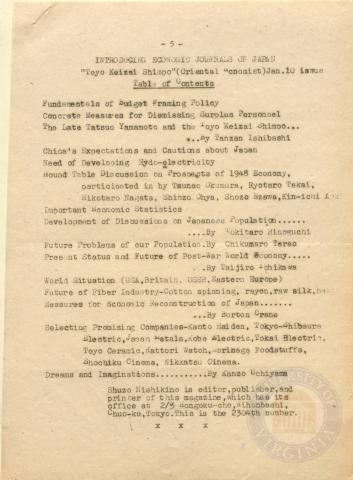 - 5 -
INTRODUCING ECONOMIC JOURNALS OF JAPAN
"Toyo Keizai Shimpo"(Oriental "conomist)Jan.10 issue
Table of Contents
Fundamentals of Budget Framing Policy
Concrete Measures for Dismissing Surplus Personnel
The Late Tatsuo Yamamoto and the Toyo Keizai Shimpo...
...By Tanzan Ishibashi
China's Expectations and Cautions about Japan
Need of Developing Hydo-electricity
Round Table Discussion on Prospects of 1948 Economy,
participated in by Tsuneo Okumura, Ryotaro Takai,
Hikotaro Nagata, Shinzo Ohya, Shozo Nzawa, Kin-ichi
Important Economic Statistics
Development of Discussions on Japanese Population......
....By Tokitaro Minoguchi
Future Problems of our Population.By Chikumaro Tarao
Present Status and Future of Post-War World Economy.....
...By Taijiro Ichikawa
World Situation (USA,Britain, USSR,Eastern Europe)
Future of Fiber Industry-Cotton spinning, rayon,raw silk,
Measures for Economic Reconstruction of Japan.......
...By Burton Crane
Selecting Promising Companies-Kanto Haiden, Tokyo-Shibaura
Electric,Japan Metals,Kobe Electric,Tokai Electric,
Toyo Ceramic,Hattori Watch,Morinaga Foodstuffs,
Shochiku Cinema, Nikkatsu Cinema.
Dreams and Imaginations...........By Kanzo Uchiyama
Shuzo Nishikino is editor,publisher,and
printer of this magazine,which has its
office at 2/3 Hongoku-cho,Nihonbashi,
Chuo-ku,Tokyo.This is the 2304th number.
x x x
VIRGINIA